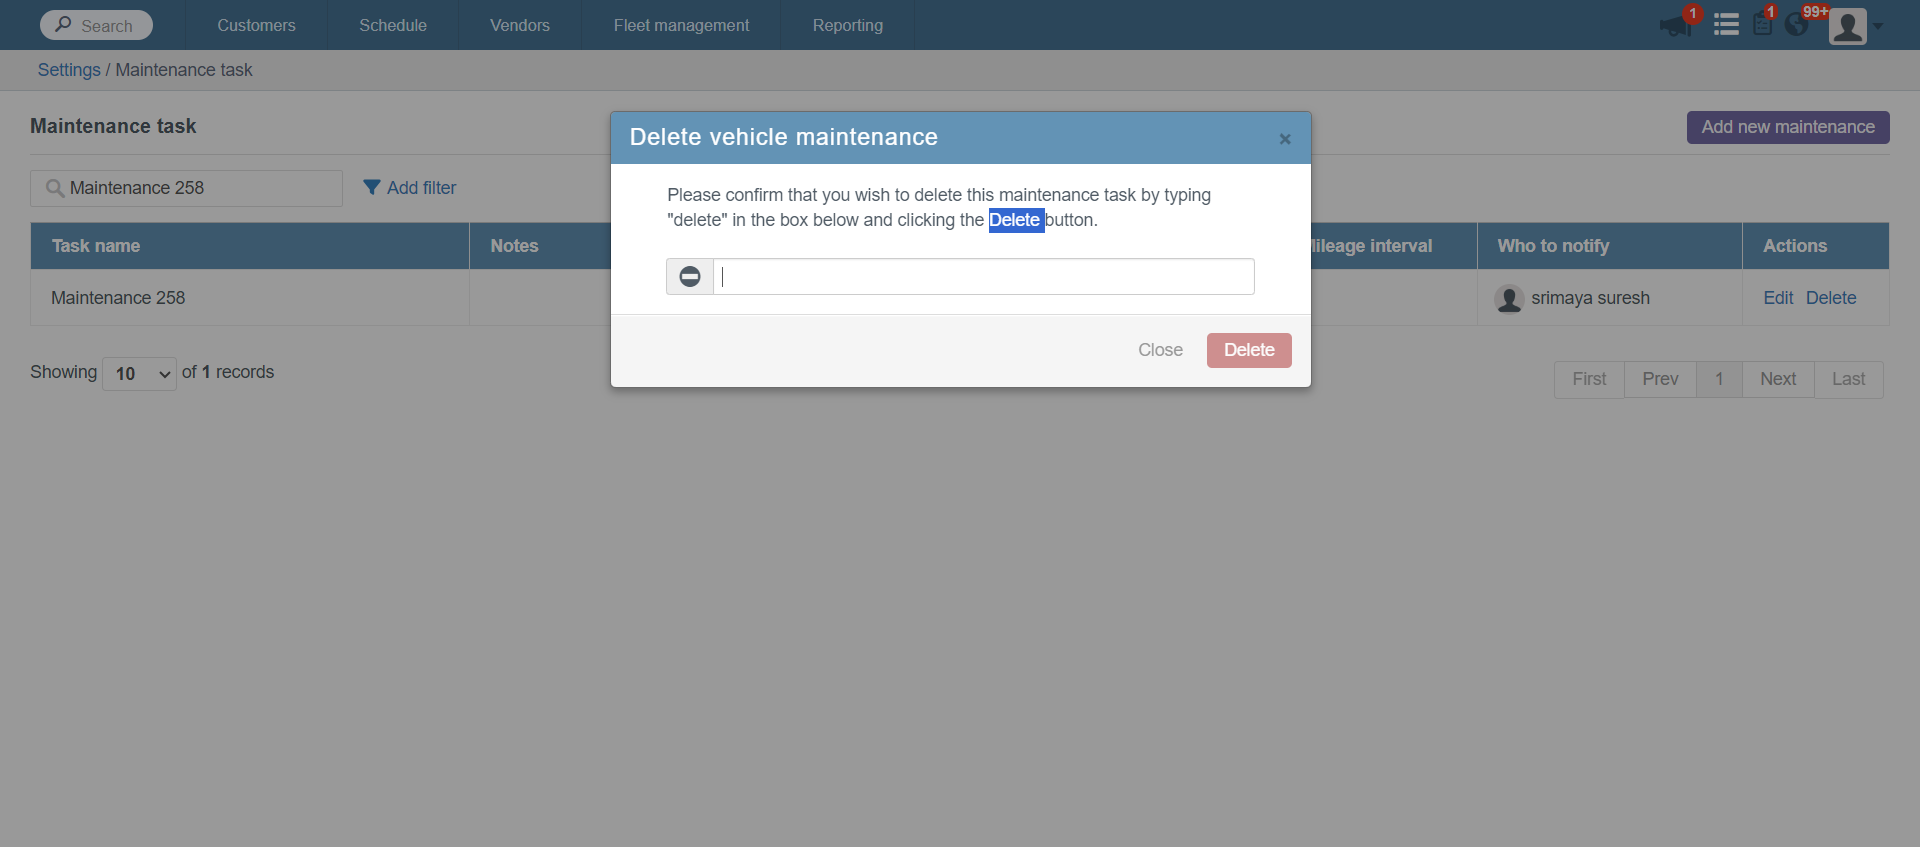 Search
Customers
Schedule
Vendors
Fleet management
Reporting
1
1
99+
Settings / Maintenance task
Maintenance task
Add new maintenance
Maintenance 258
Add filter
Delete vehicle maintenance
×
Please confirm that you wish to delete this maintenance task by typing
"delete" in the box below and clicking the Delete button.
Close
Delete
Task name
Notes
ileage interval
Who to notify
Actions
Maintenance 258
srimaya suresh
Edit Delete
Showing 10 of 1 records
First
Prev
1
Next
Last